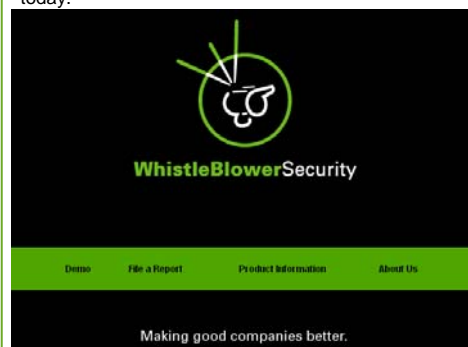 today.
WhistleBlowerSecurity
Demo File a Report Product Information About Us
Making good companies better.